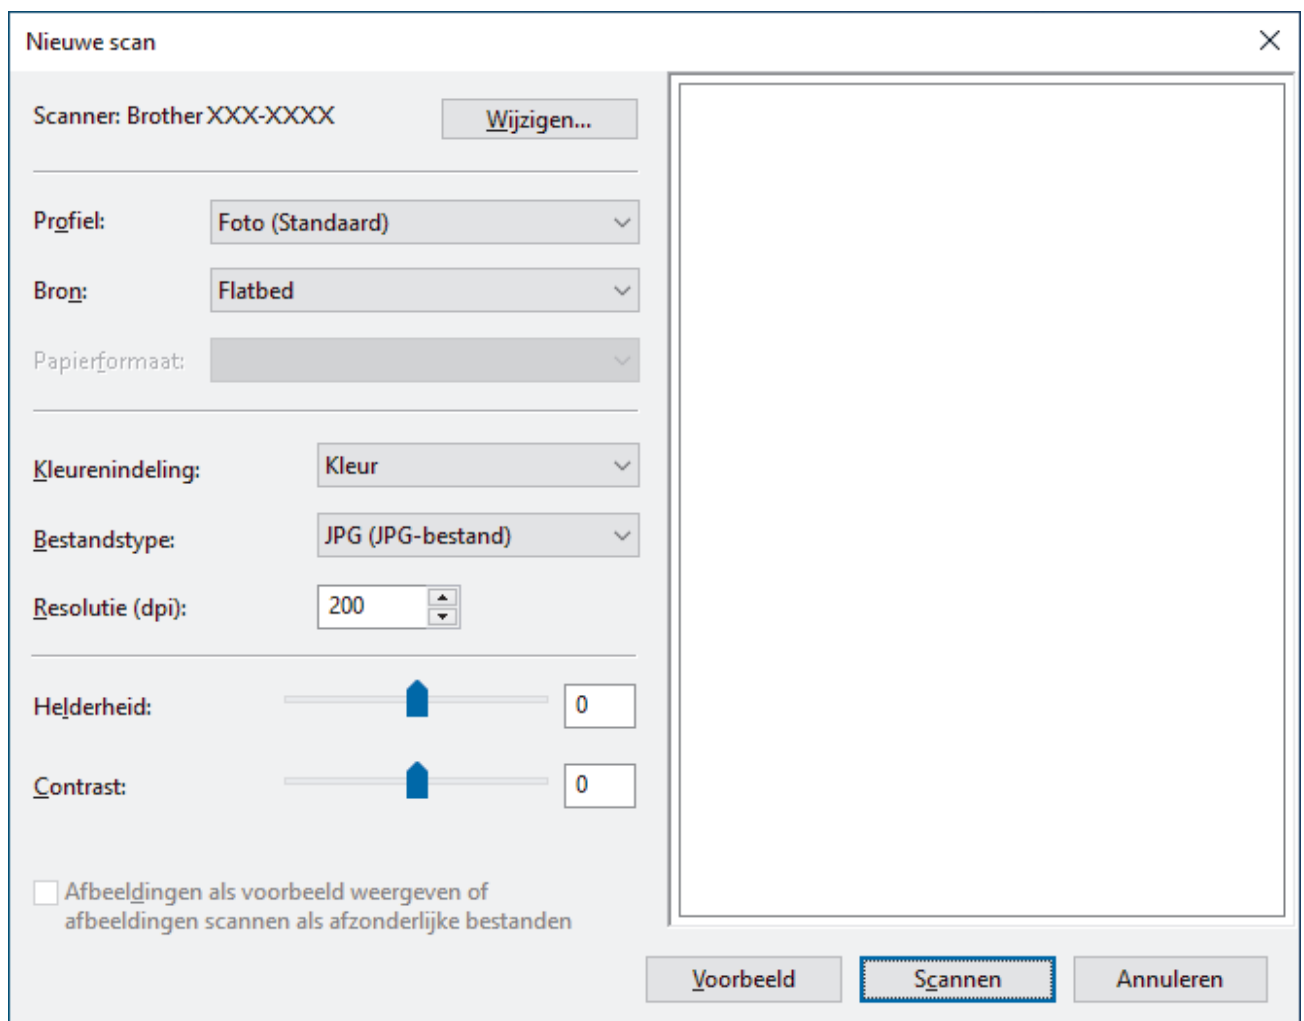 Nieuwe scan
Scanner: Brother XXX-XXXX
Wijzigen...
Profiel: Foto (Standaard)
Bron: Flatbed
Papierformaat:
Kleurenindeling: Kleur
Bestandstype: JPG (JPG-bestand)
Resolutie (dpi): 200
Helderheid: 0
Contrast: 0
Afbeeldingen als voorbeeld weergeven of
afbeeldingen scannen als afzonderlijke bestanden
Voorbeeld Scannen Annuleren